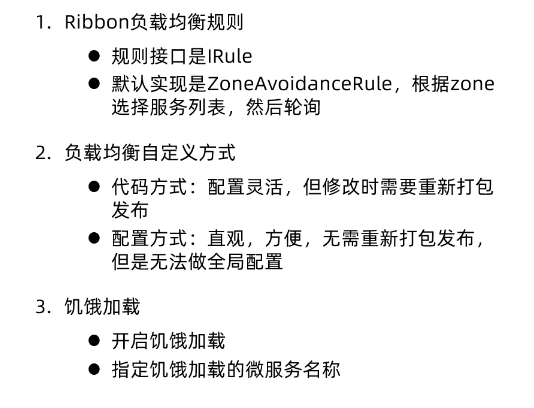 1. Ribbon负载均衡规则
● 规则接口是IRule
● 默认实现是ZoneAvoidanceRule，根据zone
选择服务列表，然后轮询
2. 负载均衡自定义方式
● 代码方式：配置灵活，但修改时需要重新打包
发布
● 配置方式：直观，方便，无需重新打包发布，
但是无法做全局配置
3. 饥饿加载
● 开启饥饿加载
● 指定饥饿加载的微服务名称